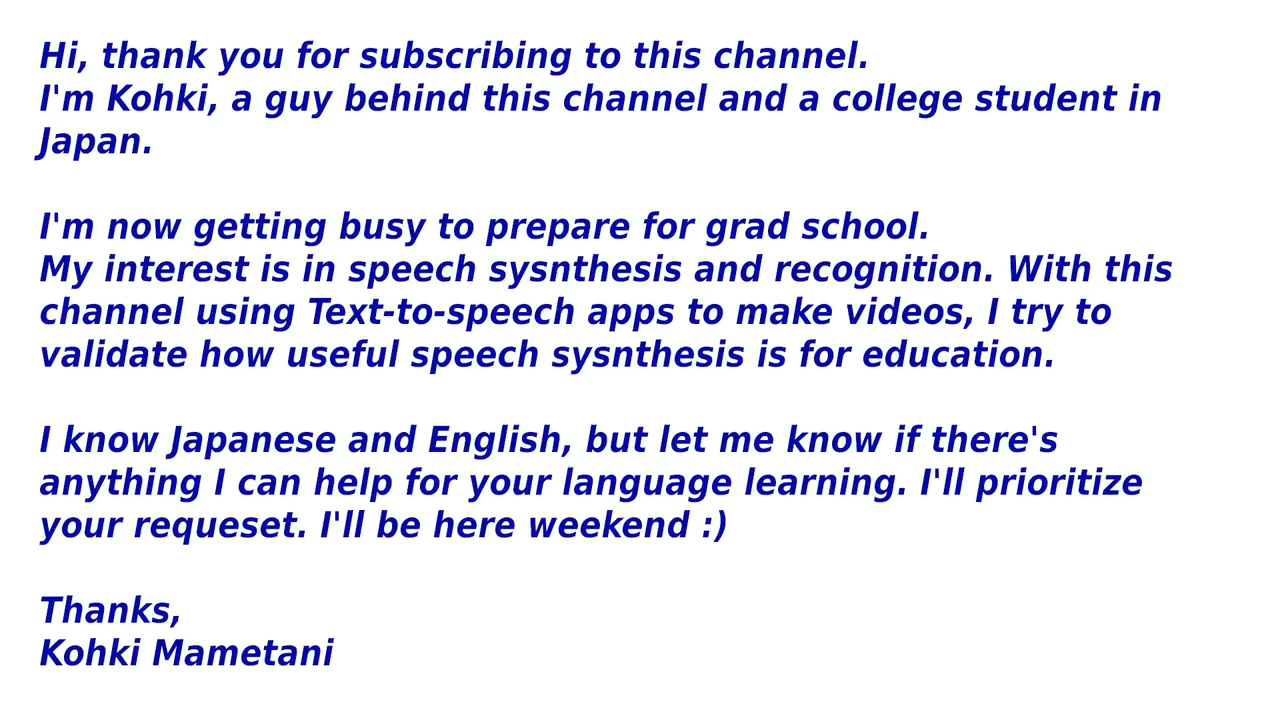 Hi, thank you for subscribing to this channel.
I'm Kohki, a guy behind this channel and a college student in
Japan.
I'm now getting busy to prepare for grad school.
My interest is in speech sysnthesis and recognition. With this
channel using Text-to-speech apps to make videos, I try to
validate how useful speech sysnthesis is for education.
I know Japanese and English, but let me know if there's
anything I can help for your language learning. I'll prioritize
your requeset. I'll be here weekend :)
Thanks,
Kohki Mametani